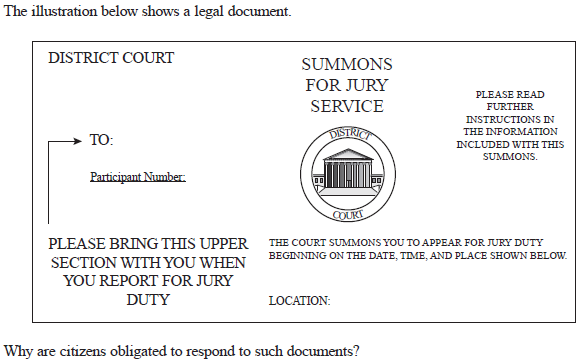 The illustration below shows a legal document.
DISTRICT COURT
SUMMONS
FOR JURY
SERVICE
PLEASE READ
FURTHER
INSTRUCTIONS IN
THE INFORMATION
INCLUDED WITH THIS
SUMMONS.
TO:
Participant Number:
DISTRICT
COURT
PLEASE BRING THIS UPPER
SECTION WITH YOU WHEN
YOU REPORT FOR JURY
DUTY
THE COURT SUMMONS YOU TO APPEAR FOR JURY DUTY
BEGINNING ON THE DATE, TIME, AND PLACE SHOWN BELOW.
LOCATION:
Why are citizens obligated to respond to such documents?